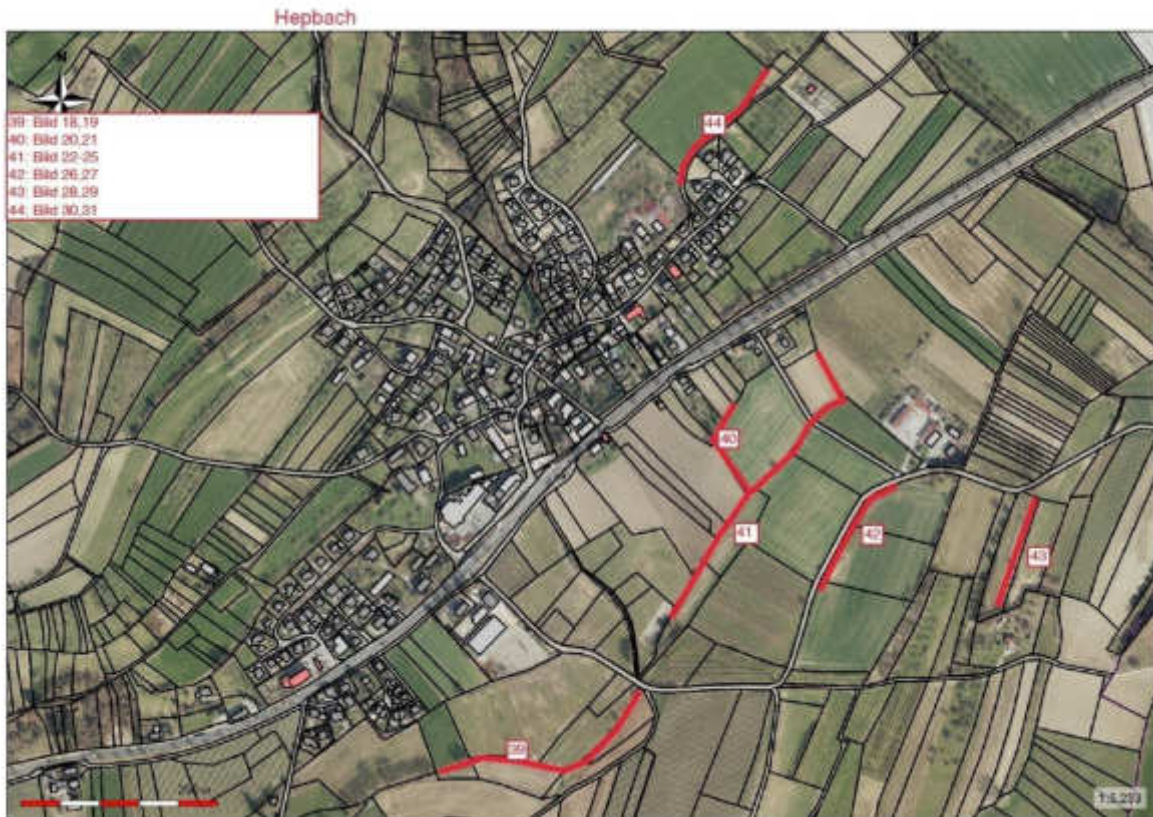 Hepbach
N
39: Bild 18,19
40: Bild 20,21
41: Bild 22-25
42: Bild 26,27
43: Bild 28,29
44: Bild 30,31
44
40
41
42
43
39